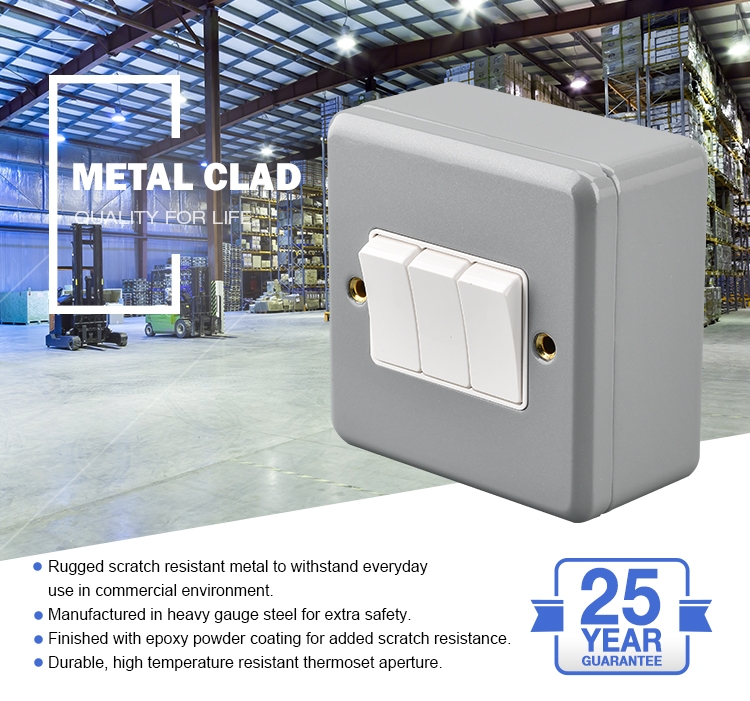 METAL CLAD
QUALITY FOR LIFE
Rugged scratch resistant metal to withstand everyday
use in commercial environment.
Manufactured in heavy gauge steel for extra safety.
Finished with epoxy powder coating for added scratch resistance.
Durable, high temperature resistant thermoset aperture.
25
YEAR
GUARANTEE